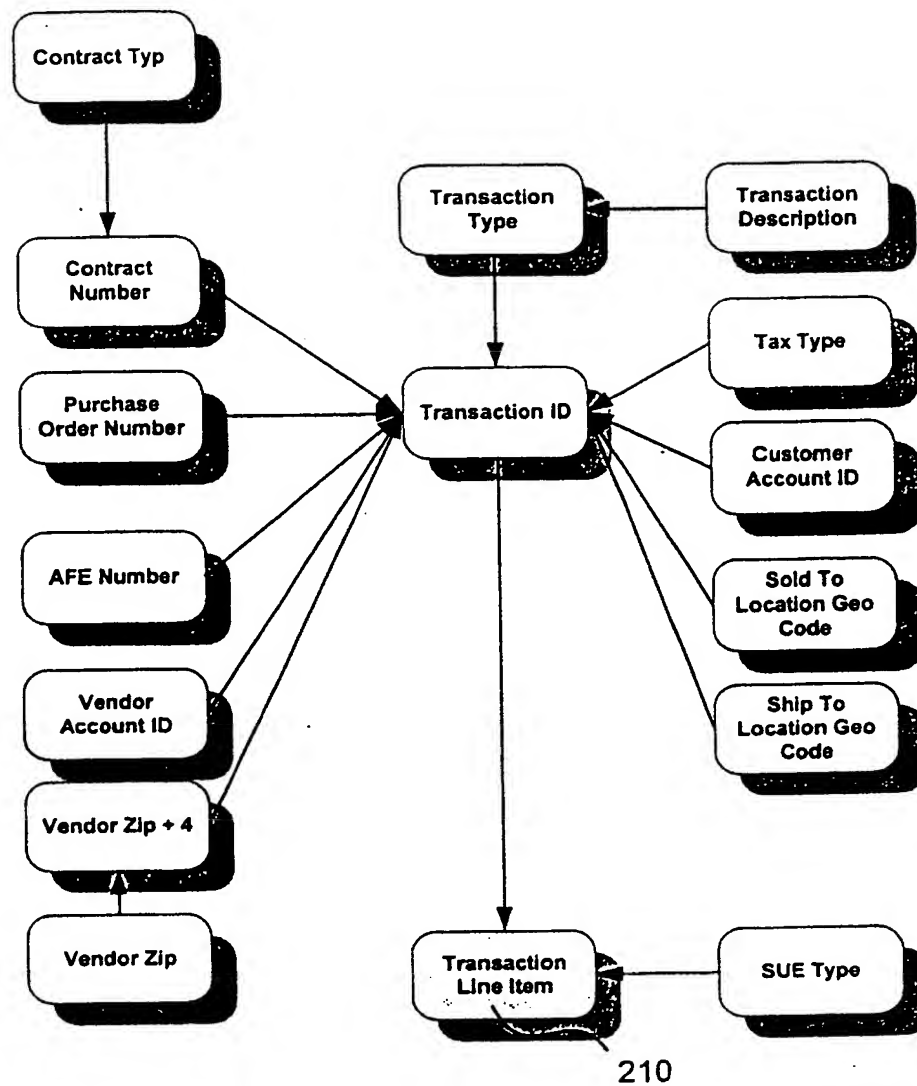 Contract Typ
Transaction
Type
Transaction
Description
Contract
Number
Tax Type
Purchase
Order Number
Transaction ID
Customer
Account ID
AFE Number
Sold To
Location Geo
Code
Vendor
Account ID
Ship To
Location Geo
Code
Vendor Zip + 4
Vendor Zip
Transaction
Line Item
SUE Type
210